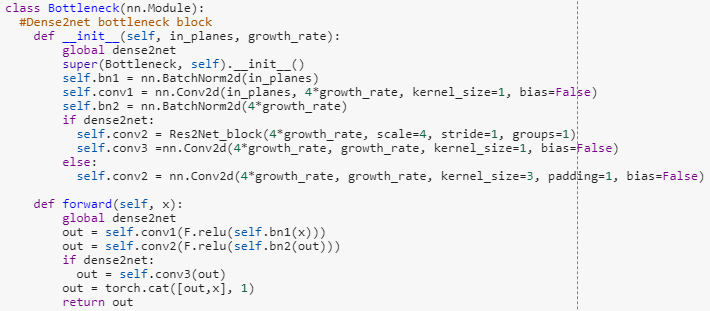 class Bottleneck(nn.Module):
  #Dense2net bottleneck block
    def __init__(self, in_planes, growth_rate):
        global dense2net
        super(Bottleneck, self).__init__()
        self.bn1 = nn.BatchNorm2d(in_planes)
        self.conv1 = nn.Conv2d(in_planes, 4*growth_rate, kernel_size=1, bias=False)
        self.bn2 = nn.BatchNorm2d(4*growth_rate)
        if dense2net:
          self.conv2 = Res2Net_block(4*growth_rate, scale=4, stride=1, groups=1)
          self.conv3 =nn.Conv2d(4*growth_rate, growth_rate, kernel_size=1, bias=False)
        else:
          self.conv2 = nn.Conv2d(4*growth_rate, growth_rate, kernel_size=3, padding=1, bias=False)

    def forward(self, x):
        global dense2net
        out = self.conv1(F.relu(self.bn1(x)))
        out = self.conv2(F.relu(self.bn2(out)))
        if dense2net:
          out = self.conv3(out)
        out = torch.cat([out,x], 1)
        return out